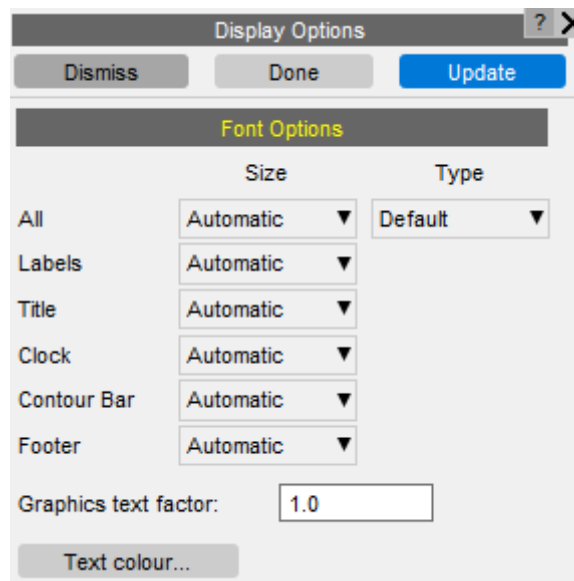 Display Options ? X
Dismiss Done Update
Font Options
Size Type
All Automatic Default
Labels Automatic
Title Automatic
Clock Automatic
Contour Bar Automatic
Footer Automatic
Graphics text factor: 1.0
Text colour...